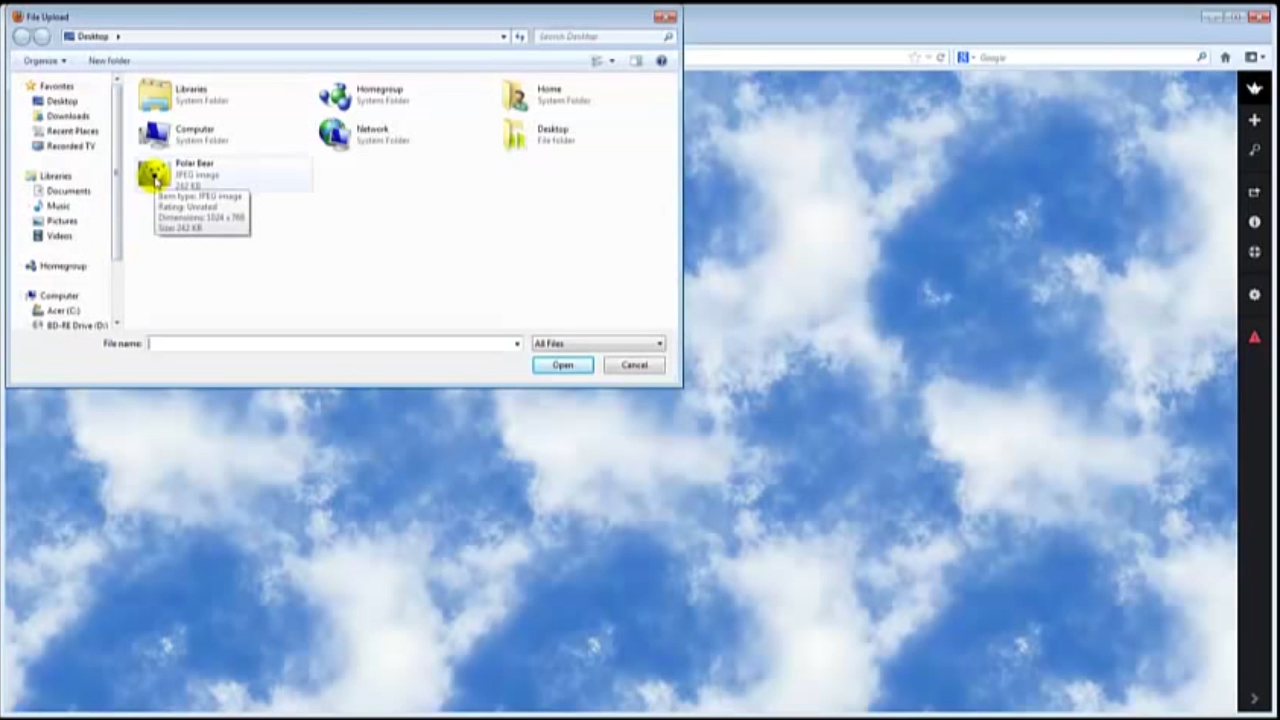 File Upload
Desktop
Search Desktop
Organize
New folder
Google
Favorites
Desktop
Downloads
Recent Places
Recorded TV
Libraries
Documents
Music
Pictures
Videos
Homegroup
Computer
Acer (C:)
BD-RE Drive (D:)
Libraries
System Folder
Homegroup
System Folder
Home
System Folder
Computer
System Folder
Network
System Folder
Desktop
File folder
Polar Bear
JPEG image
242 KB
Item type: JPEG image
Rating: Unrated
Dimensions: 1024 x 768
Size: 242 KB
File name:
All Files
Open
Cancel